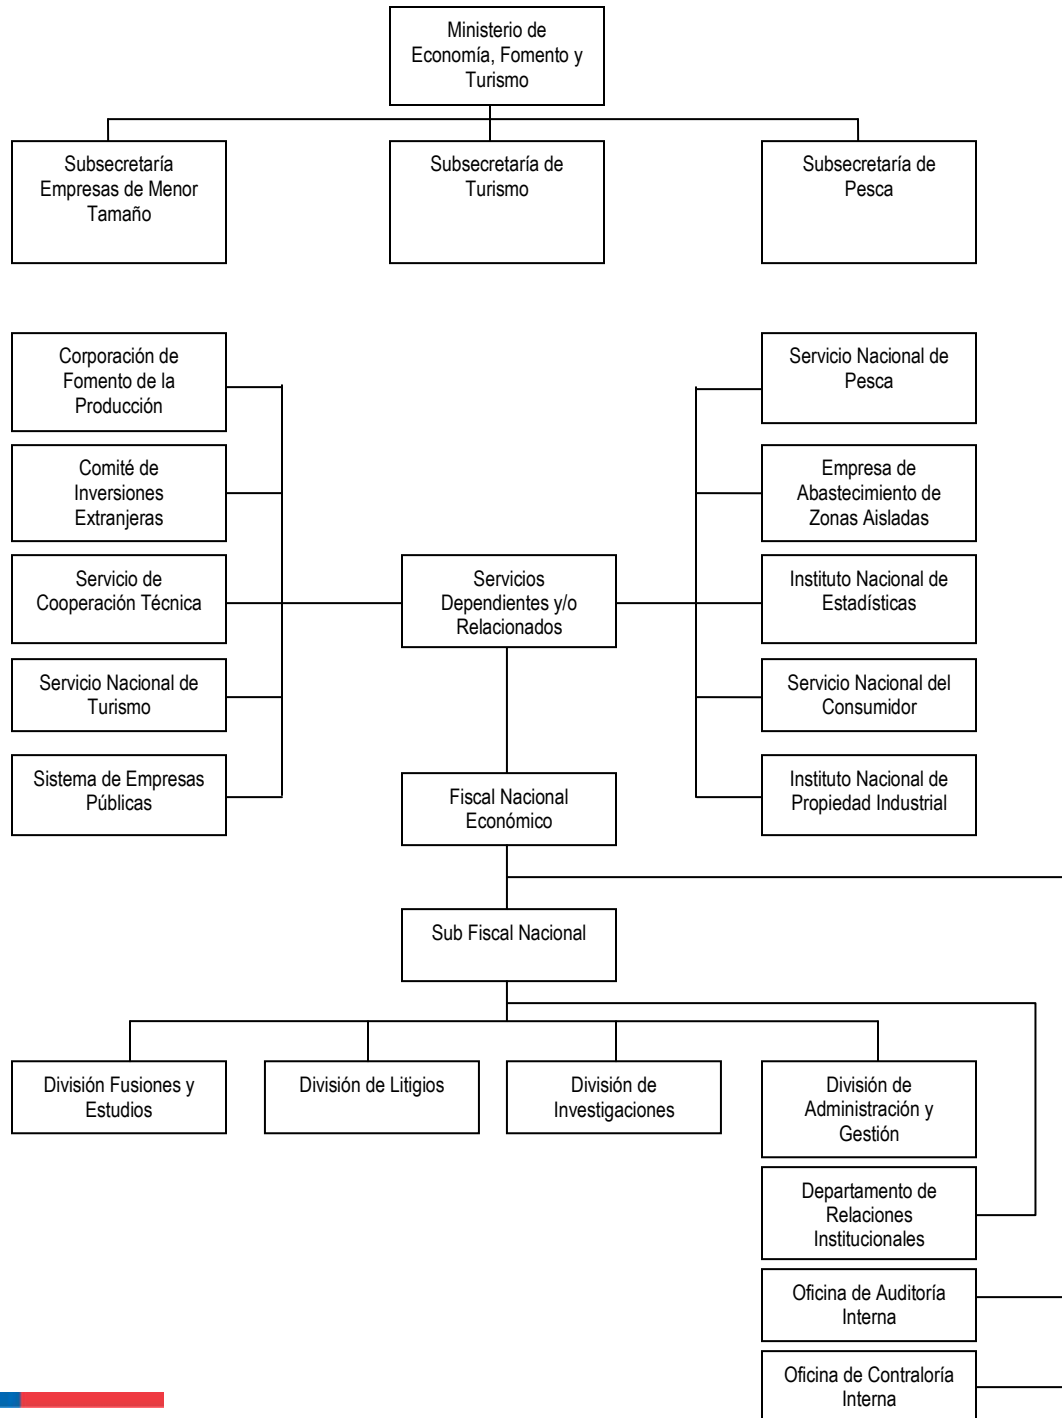 Ministerio de
Economía, Fomento y
Turismo
Subsecretaría
Empresas de Menor
Tamaño
Subsecretaría de
Turismo
Subsecretaría de
Pesca
Corporación de
Fomento de la
Producción
Comité de
Inversiones
Extranjeras
Servicio de
Cooperación Técnica
Servicio Nacional de
Turismo
Sistema de Empresas
Públicas
Servicios
Dependientes y/o
Relacionados
Servicio Nacional de
Pesca
Empresa de
Abastecimiento de
Zonas Aisladas
Instituto Nacional de
Estadísticas
Servicio Nacional del
Consumidor
Instituto Nacional de
Propiedad Industrial
Fiscal Nacional
Económico
Sub Fiscal Nacional
División Fusiones y
Estudios
División de Litigios
División de
Investigaciones
División de
Administración y
Gestión
Departamento de
Relaciones
Institucionales
Oficina de Auditoría
Interna
Oficina de Contraloría
Interna